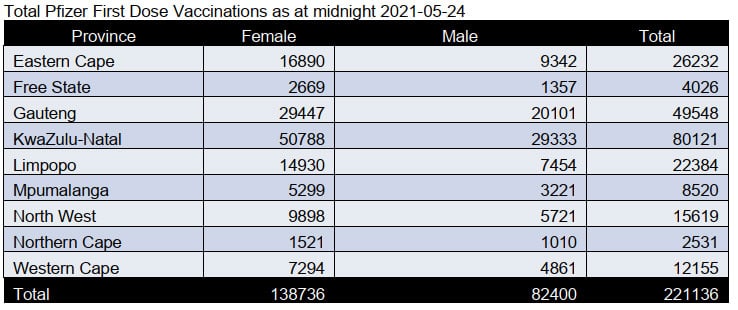 Total Pfizer First Dose Vaccinations as at midnight 2021-05-24
Province Female Male Total
Eastern Cape 16890 9342 26232
Free State 2669 1357 4026
Gauteng 29447 20101 49548
KwaZulu-Natal 50788 29333 80121
Limpopo 14930 7454 22384
Mpumalanga 5299 3221 8520
North West 9898 5721 15619
Northern Cape 1521 1010 2531
Western Cape 7294 4861 12155
Total 138736 82400 221136